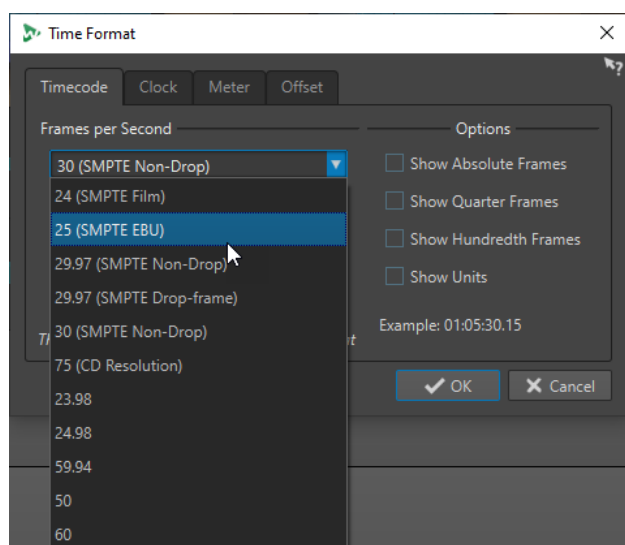 Time Format
Timecode
Clock
Meter
Offset
Frames per Second
Options
30 (SMPTE Non-Drop)
Show Absolute Frames
24 (SMPTE Film)
Show Quarter Frames
25 (SMPTE EBU)
Show Hundredth Frames
29.97 (SMPTE Non-Drop)
Show Units
29.97 (SMPTE Drop-frame)
30 (SMPTE Non-Drop)
Example: 01:05:30.15
75 (CD Resolution)
OK
Cancel
23.98
24.98
59.94
50
60